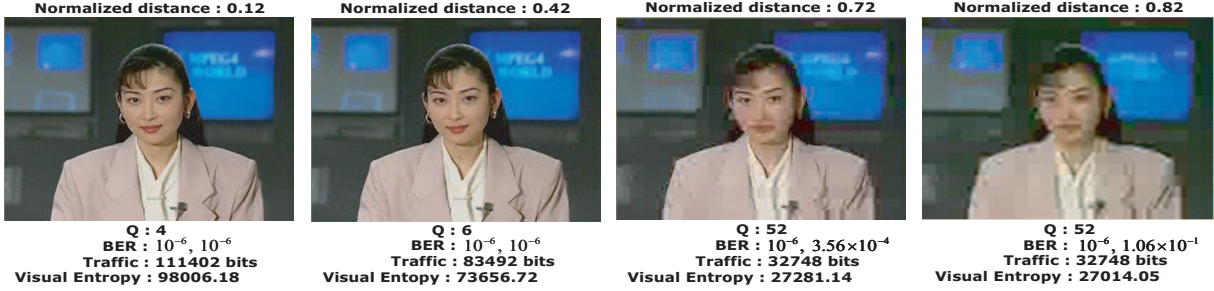 Normalized distance : 0.12
MPEG4
WORLD
Q : 4
BER : 10⁻⁶, 10⁻⁶
Traffic : 111402 bits
Visual Entropy : 98006.18
Normalized distance : 0.42
MPEG4
WORLD
Q : 6
BER : 10⁻⁶, 10⁻⁶
Traffic : 83492 bits
Visual Entopy : 73656.72
Normalized distance : 0.72
Q : 52
BER : 10⁻⁶, 3.56×10⁻⁴
Traffic : 32748 bits
Visual Entropy : 27281.14
Normalized distance : 0.82
Q : 52
BER : 10⁻⁶, 1.06×10⁻¹
Traffic : 32748 bits
Visual Entropy : 27014.05